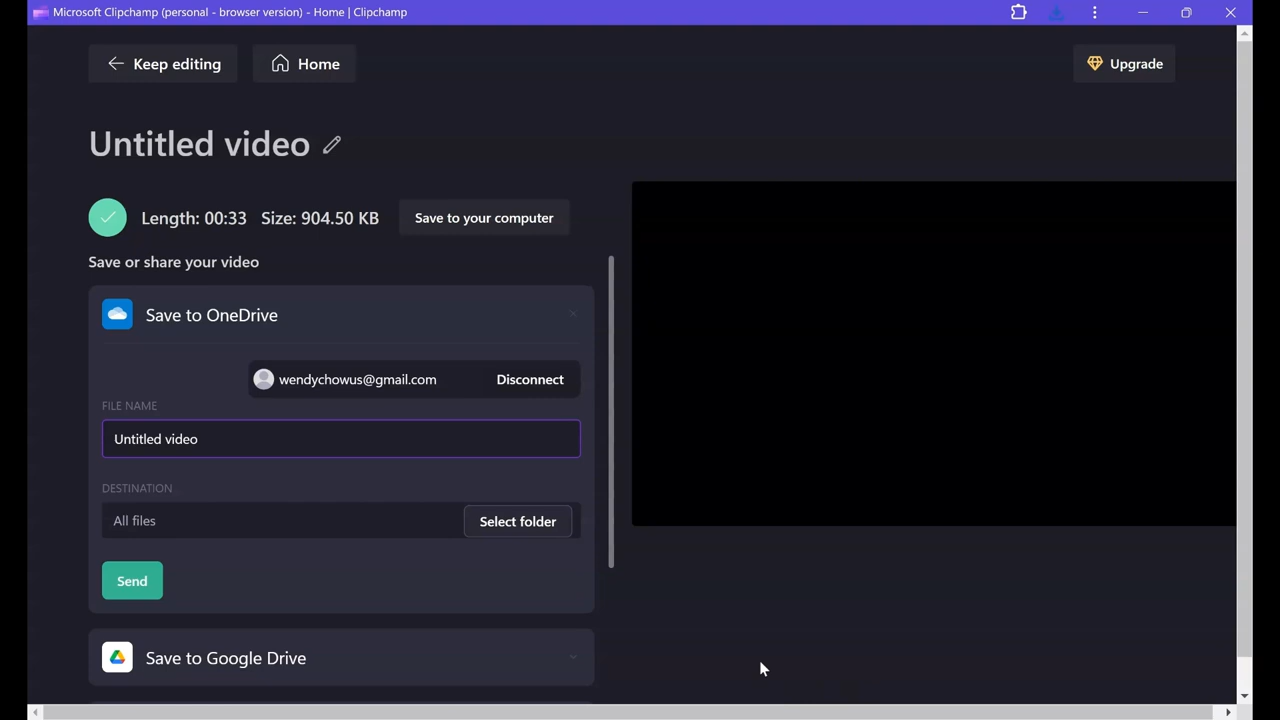 Microsoft Clipchamp (personal - browser version) - Home | Clipchamp
Keep editing
Home
Upgrade
Untitled video
Length: 00:33 Size: 904.50 KB
Save to your computer
Save or share your video
Save to OneDrive
wendychowus@gmail.com
Disconnect
FILE NAME
Untitled video
DESTINATION
All files
Select folder
Send
Save to Google Drive